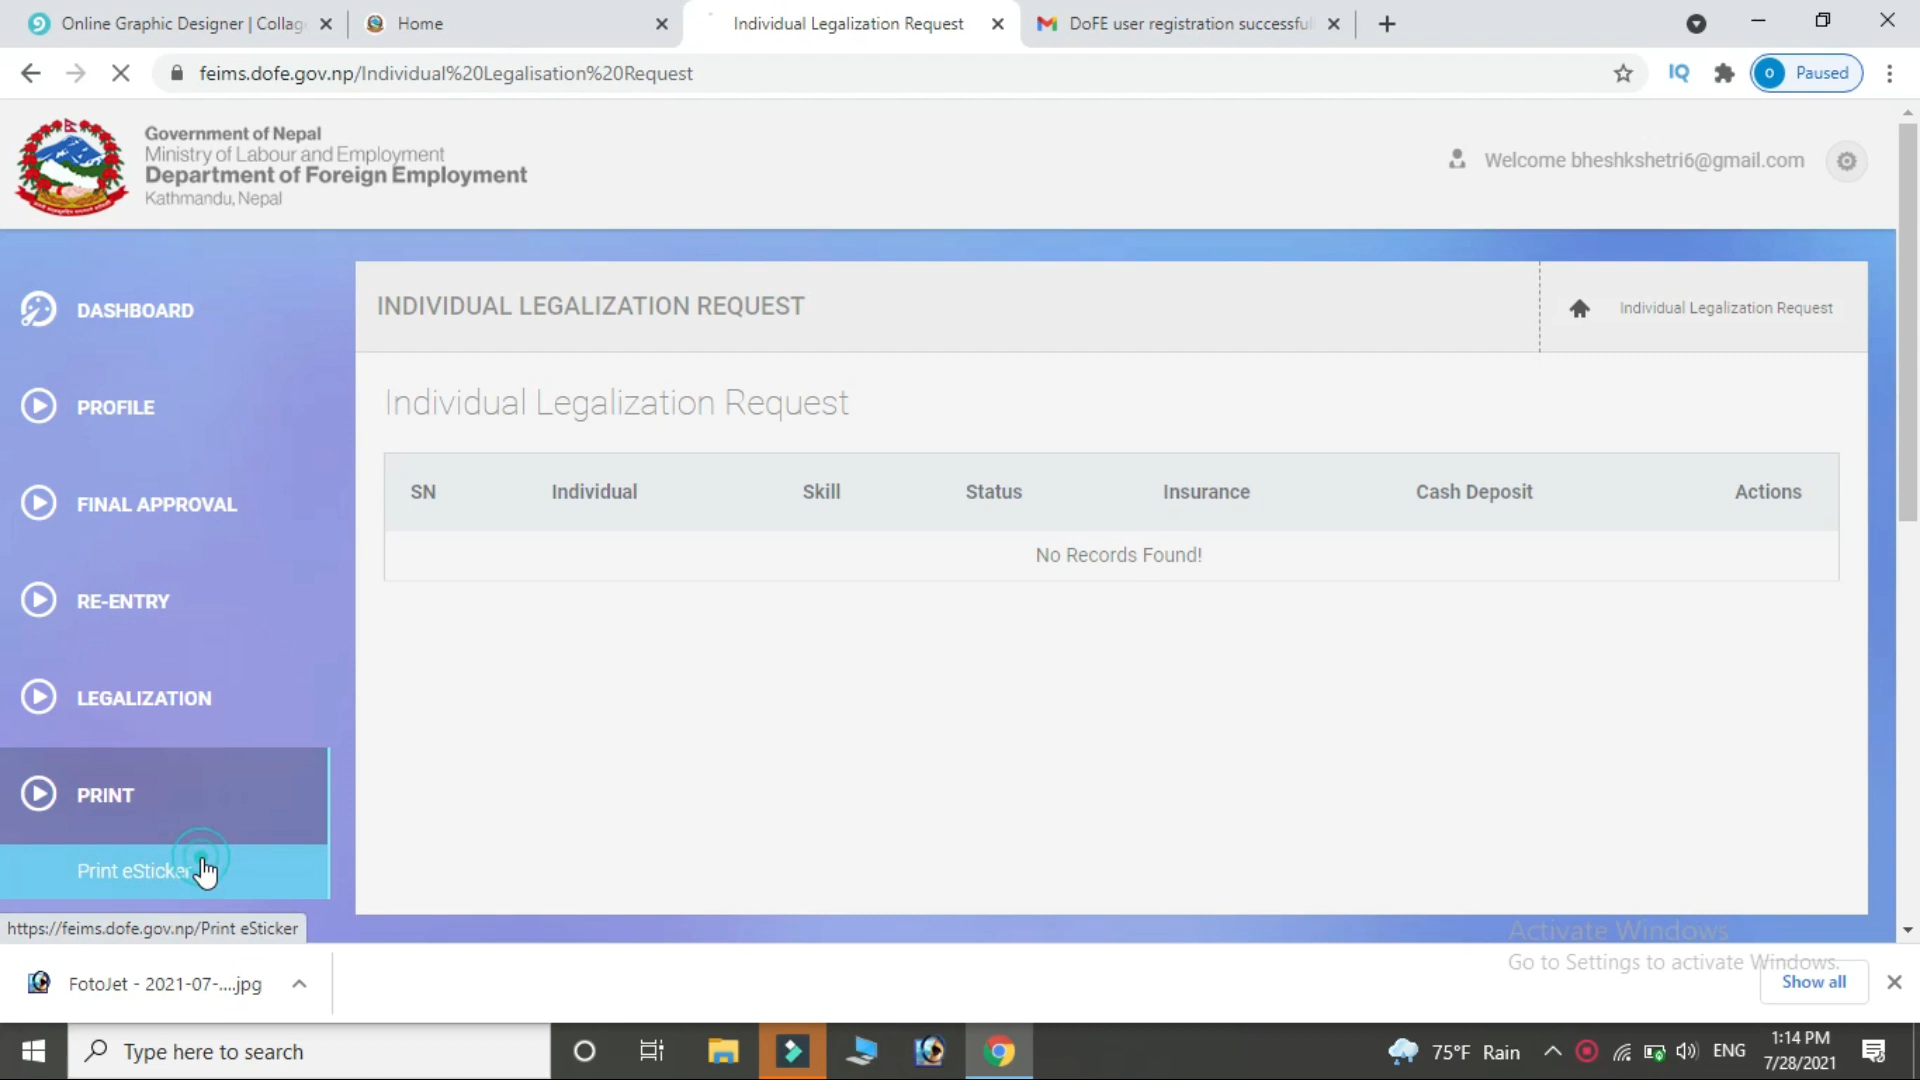 Online Graphic Designer | Collag
Home
Individual Legalization Request
DoFE user registration successful
feims.dofe.gov.np/Individual%20Legalisation%20Request
IQ
o
Paused
Government of Nepal
Ministry of Labour and Employment
Department of Foreign Employment
Kathmandu, Nepal
Welcome bheshkshetri6@gmail.com
DASHBOARD
PROFILE
FINAL APPROVAL
RE-ENTRY
LEGALIZATION
PRINT
Print eSticker
INDIVIDUAL LEGALIZATION REQUEST
Individual Legalization Request
Individual Legalization Request
SN Individual Skill Status Insurance Cash Deposit Actions
No Records Found!
https://feims.dofe.gov.np/Print eSticker
Activate Windows
Go to Settings to activate Windows.
FotoJet - 2021-07-....jpg
Show all
Type here to search
75°F Rain
ENG
1:14 PM
7/28/2021